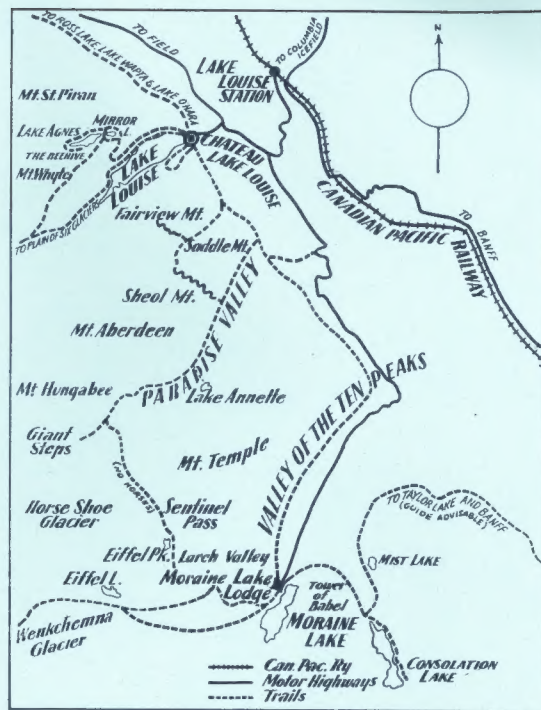 TO ROSS LAKE LAKE WAPTA & LAKE O'HARA
TO FIELD
TO COLUMBIA
ICEFIELD
N
LAKE
LOUISE
STATION
Mt. St. Piran
MIRROR
L.
LAKE AGNES
THE BEEHIVE
Mt. Whyte
LAKE
LOUISE
CHATEAU
LAKE LOUISE
TO PLAIN OF SIX GLACIERS
CANADIAN PACIFIC
RAILWAY
TO
BANFF
Fairview Mt.
Saddle Mt.
Sheol Mt.
Mt. Aberdeen
PARADISE VALLEY
Mt Hungabee
Lake Annette
Giant
Steps
VALLEY OF THE TEN PEAKS
Mt. Temple
(NO HORSES)
Horse Shoe
Glacier
Sentinel
Pass
TO TAYLOR LAKE AND BANFF
(GUIDE ADVISABLE)
Eiffel Pk.
Larch Valley
MIST LAKE
Eiffel L.
Moraine Lake
Lodge
Tower
of
Babel
MORAINE
LAKE
Wenkchemna
Glacier
CONSOLATION
LAKE
Can. Pac. Ry
Motor Highways
Trails